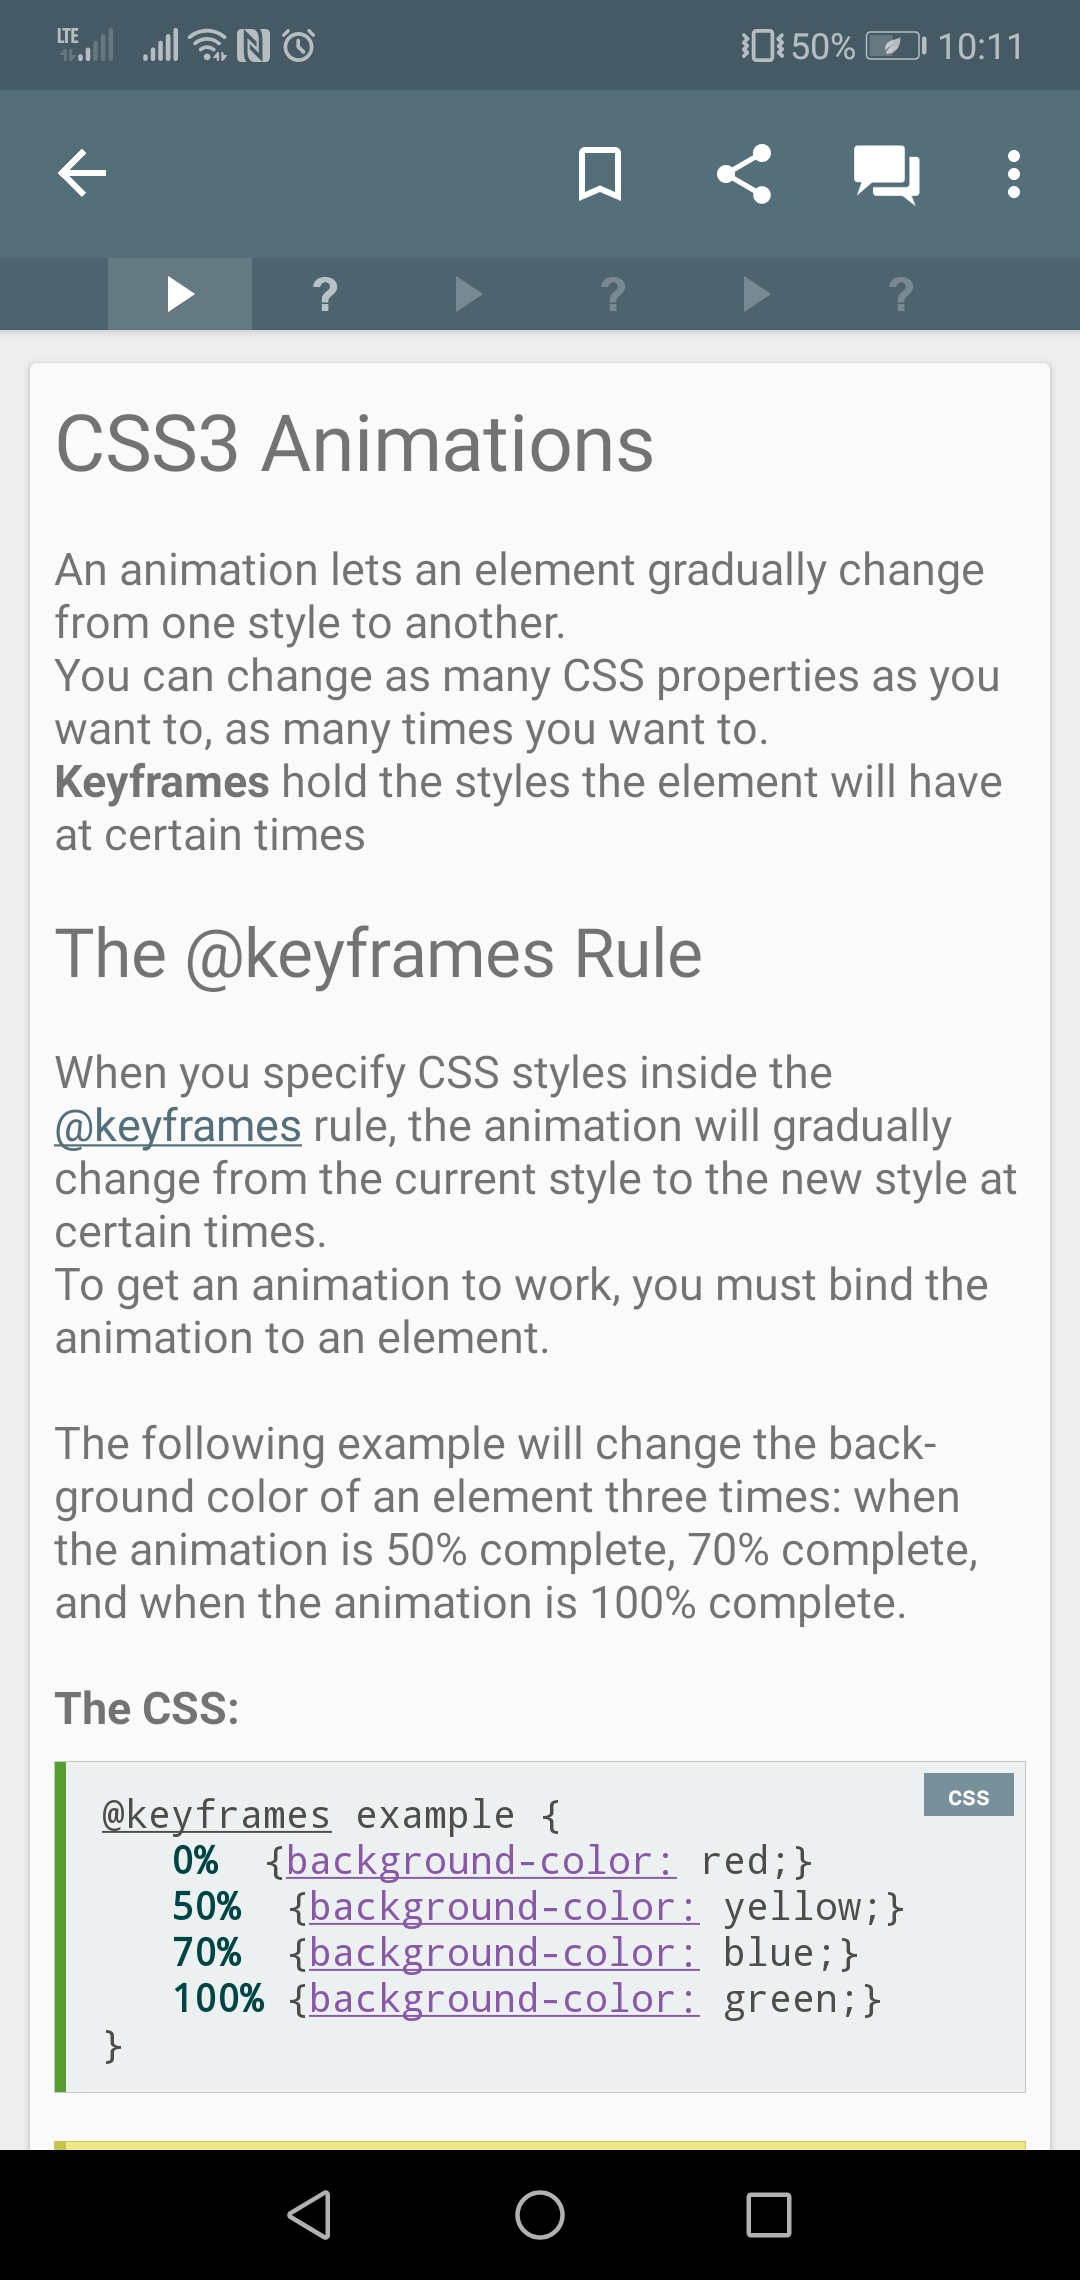 LTE 50% 10:11
? ? ?
CSS3 Animations
An animation lets an element gradually change
from one style to another.
You can change as many CSS properties as you
want to, as many times you want to.
Keyframes hold the styles the element will have
at certain times
The @keyframes Rule
When you specify CSS styles inside the
@keyframes rule, the animation will gradually
change from the current style to the new style at
certain times.
To get an animation to work, you must bind the
animation to an element.
The following example will change the back-
ground color of an element three times: when
the animation is 50% complete, 70% complete,
and when the animation is 100% complete.
The CSS:
CSS
@keyframes example {
0% {background-color: red;}
50% {background-color: yellow;}
70% {background-color: blue;}
100% {background-color: green;}
}